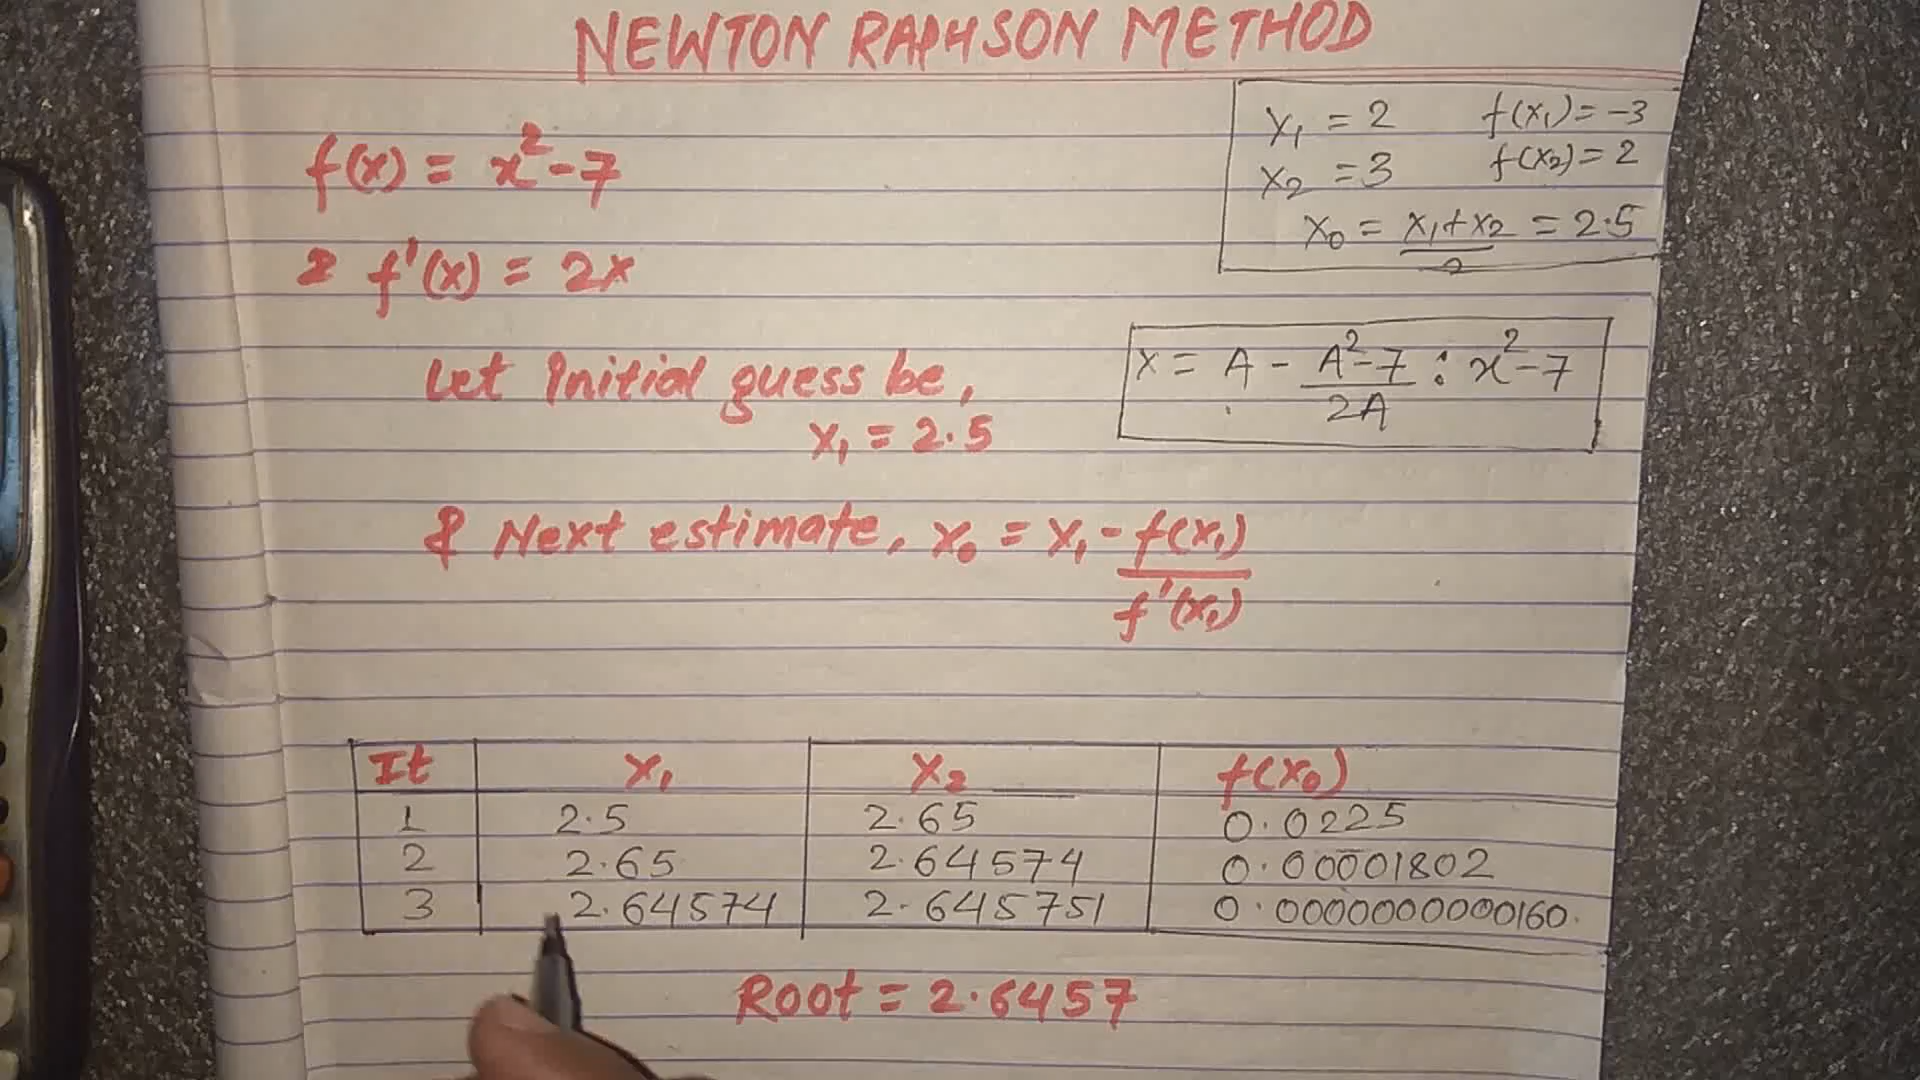 NEWTON RAPHSON METHOD
x₁ = 2 f(x₁) = -3
x₂ = 3 f(x₂) = 2
x₀ = x₁+x₂ = 2.5
2
f(x) = x²-7
& f'(x) = 2x
x = A - A²-7 : x²-7
2A
Let Initial guess be,
x₁ = 2.5
& Next estimate, x₀ = x₁ - f(x₁)
f'(x₁)
It x₁ x₂ f(x₀)
1 2.5 2.65 0.0225
2 2.65 2.64574 0.00001802
3 2.64574 2.645751 0.0000000000160
Root = 2.6457